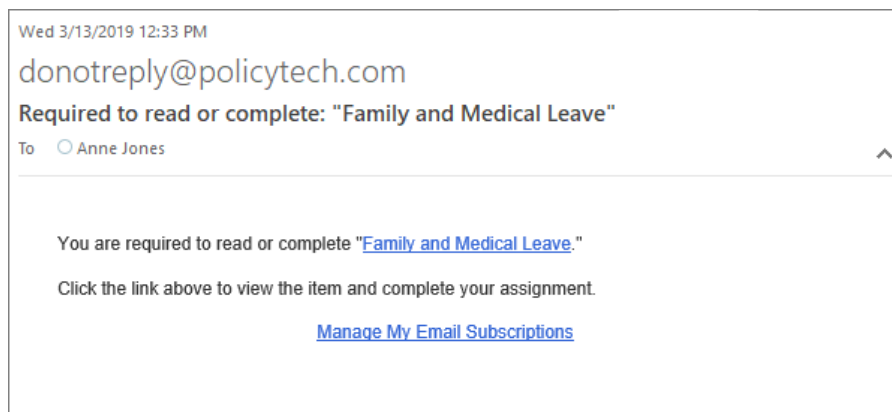 Wed 3/13/2019 12:33 PM
donotreply@policytech.com
Required to read or complete: "Family and Medical Leave"
To Anne Jones
You are required to read or complete "Family and Medical Leave."
Click the link above to view the item and complete your assignment.
Manage My Email Subscriptions